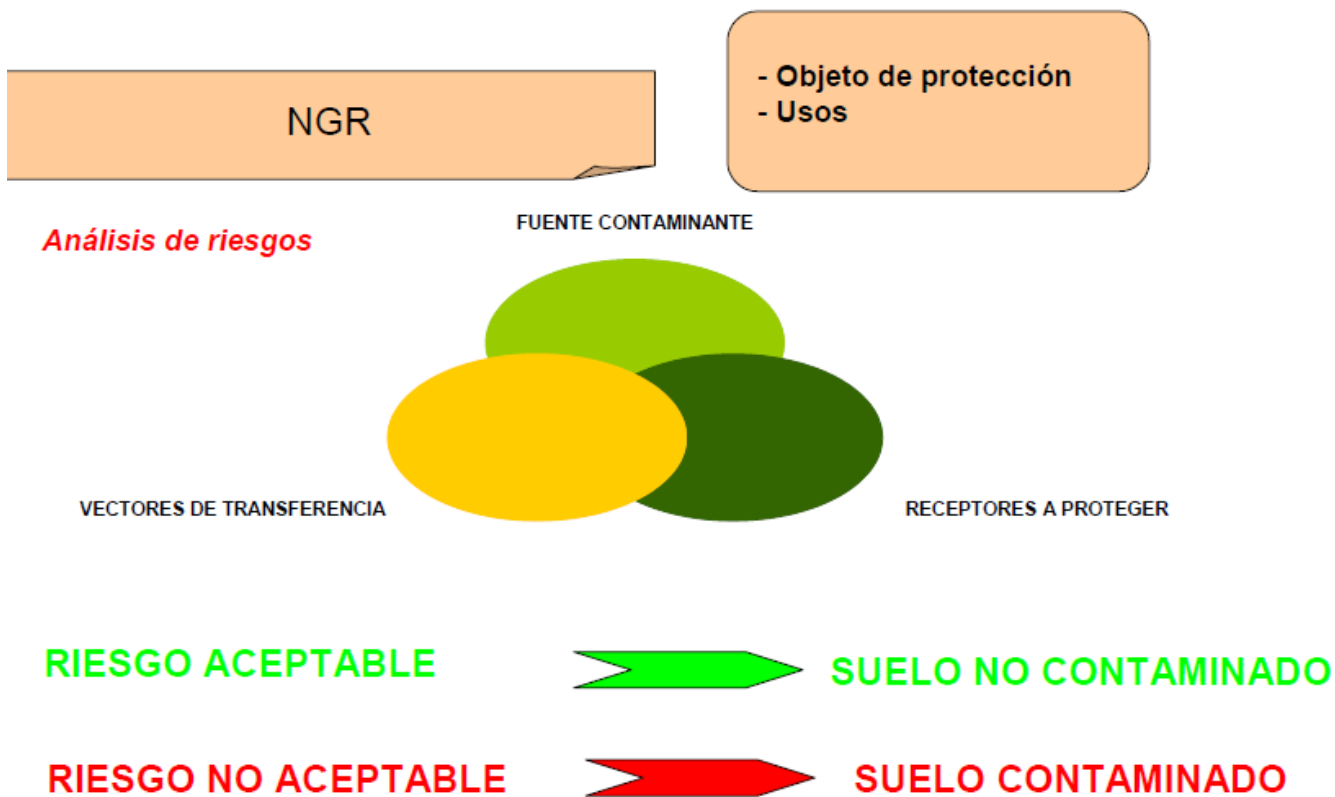 NGR
- Objeto de protección
- Usos
Análisis de riesgos
FUENTE CONTAMINANTE
VECTORES DE TRANSFERENCIA
RECEPTORES A PROTEGER
RIESGO ACEPTABLE
SUELO NO CONTAMINADO
RIESGO NO ACEPTABLE
SUELO CONTAMINADO